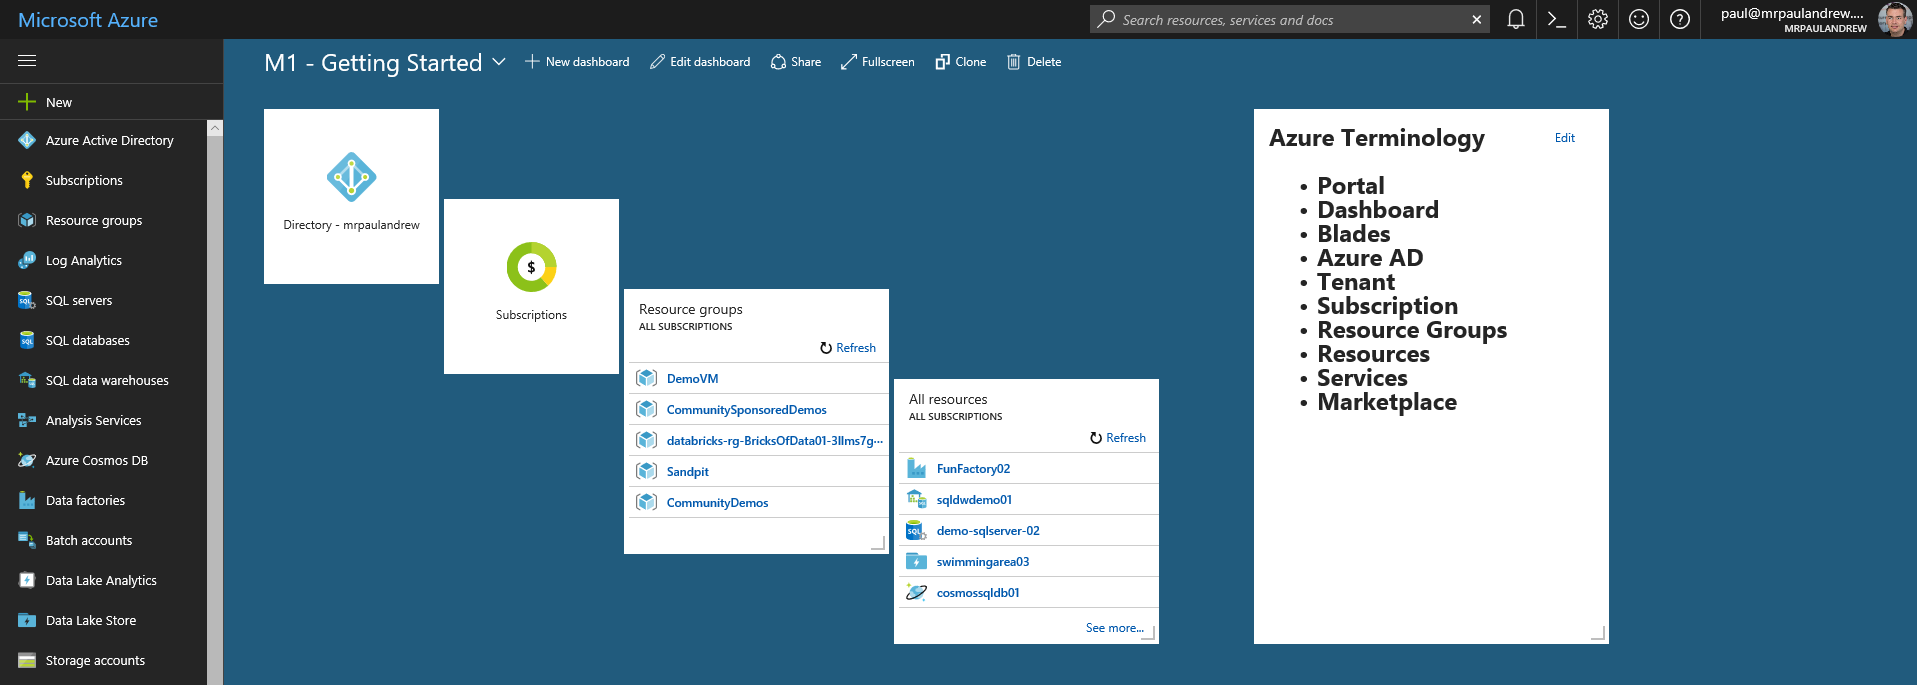 Microsoft Azure
Search resources, services and docs
paul@mrpaulandrew....
MRPAULANDREW
M1 - Getting Started
New dashboard
Edit dashboard
Share
Fullscreen
Clone
Delete
New
Azure Active Directory
Subscriptions
Resource groups
Log Analytics
SQL servers
SQL databases
SQL data warehouses
Analysis Services
Azure Cosmos DB
Data factories
Batch accounts
Data Lake Analytics
Data Lake Store
Storage accounts
Directory - mrpaulandrew
$
Subscriptions
Resource groups
ALL SUBSCRIPTIONS
Refresh
DemoVM
CommunitySponsoredDemos
databricks-rg-BricksOfData01-3llms7g...
Sandpit
CommunityDemos
All resources
ALL SUBSCRIPTIONS
Refresh
FunFactory02
sqldwdemo01
demo-sqlserver-02
swimmingarea03
cosmossqldb01
See more...
Azure Terminology
Edit
• Portal
• Dashboard
• Blades
• Azure AD
• Tenant
• Subscription
• Resource Groups
• Resources
• Services
• Marketplace